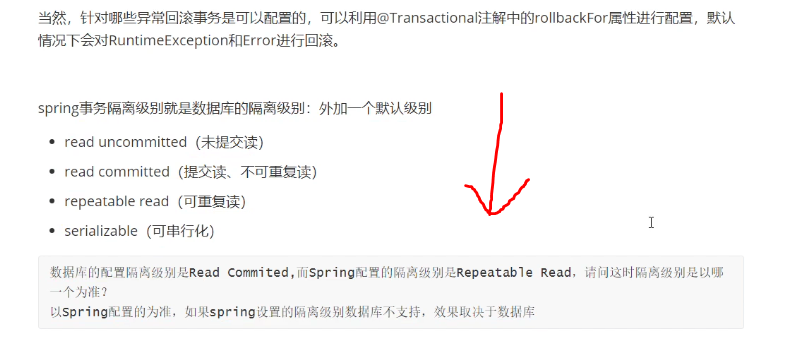 当然，针对哪些异常回滚事务是可以配置的，可以利用@Transactional注解中的rollbackFor属性进行配置，默认
情况下会对RuntimeException和Error进行回滚。
spring事务隔离级别就是数据库的隔离级别：外加一个默认级别
• read uncommitted（未提交读）
• read committed（提交读、不可重复读）
• repeatable read（可重复读）
• serializable（可串行化）
数据库的配置隔离级别是Read Commited,而Spring配置的隔离级别是Repeatable Read，请问这时隔离级别是以哪
一个为准？
以Spring配置的为准，如果spring设置的隔离级别数据库不支持，效果取决于数据库